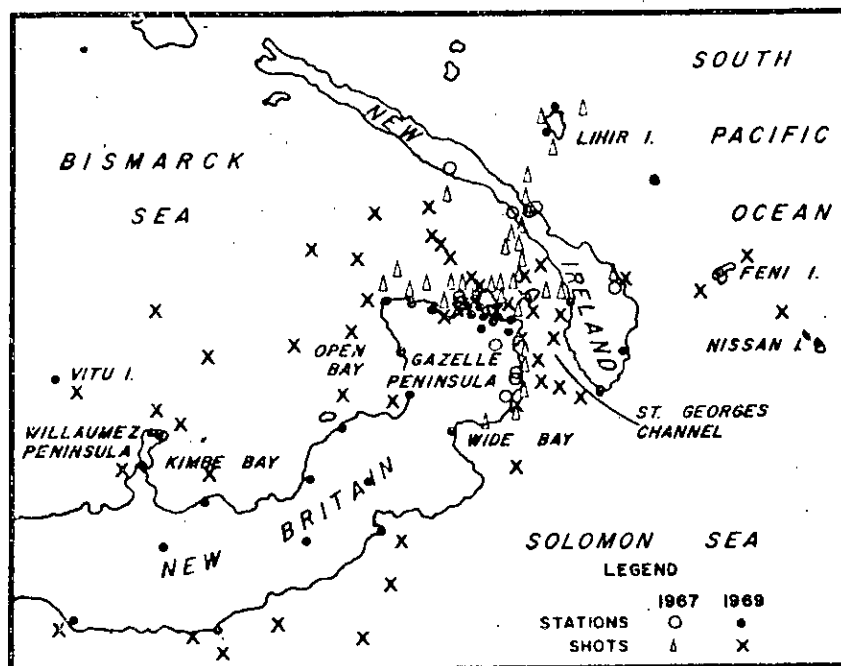 SOUTH
PACIFIC
OCEAN
NEW
IRELAND
LIHIR I.
BISMARCK
SEA
FENI I.
NISSAN I.
OPEN
BAY
GAZELLE
PENINSULA
VITU I.
ST. GEORGES
CHANNEL
WILLAUMEZ
PENINSULA
KIMBE BAY
WIDE BAY
NEW BRITAIN
SOLOMON SEA
LEGEND
1967 1969
STATIONS
SHOTS